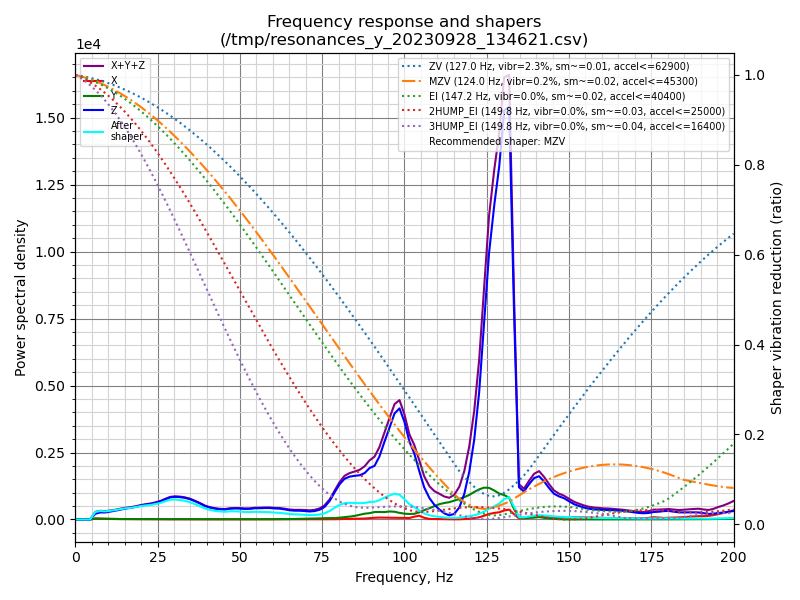 Frequency response and shapers
(/tmp/resonances_y_20230928_134621.csv)
1e4
X+Y+Z
X
Y
Z
After
shaper
ZV (127.0 Hz, vibr=2.3%, sm~=0.01, accel<=62900)
MZV (124.0 Hz, vibr=0.2%, sm~=0.02, accel<=45300)
EI (147.2 Hz, vibr=0.0%, sm~=0.02, accel<=40400)
2HUMP_EI (149.8 Hz, vibr=0.0%, sm~=0.03, accel<=25000)
3HUMP_EI (149.8 Hz, vibr=0.0%, sm~=0.04, accel<=16400)
Recommended shaper: MZV
Power spectral density
1.50
1.25
1.00
0.75
0.50
0.25
0.00
0 25 50 75 100 125 150 175 200
Frequency, Hz
1.0
0.8
0.6
0.4
0.2
0.0
Shaper vibration reduction (ratio)